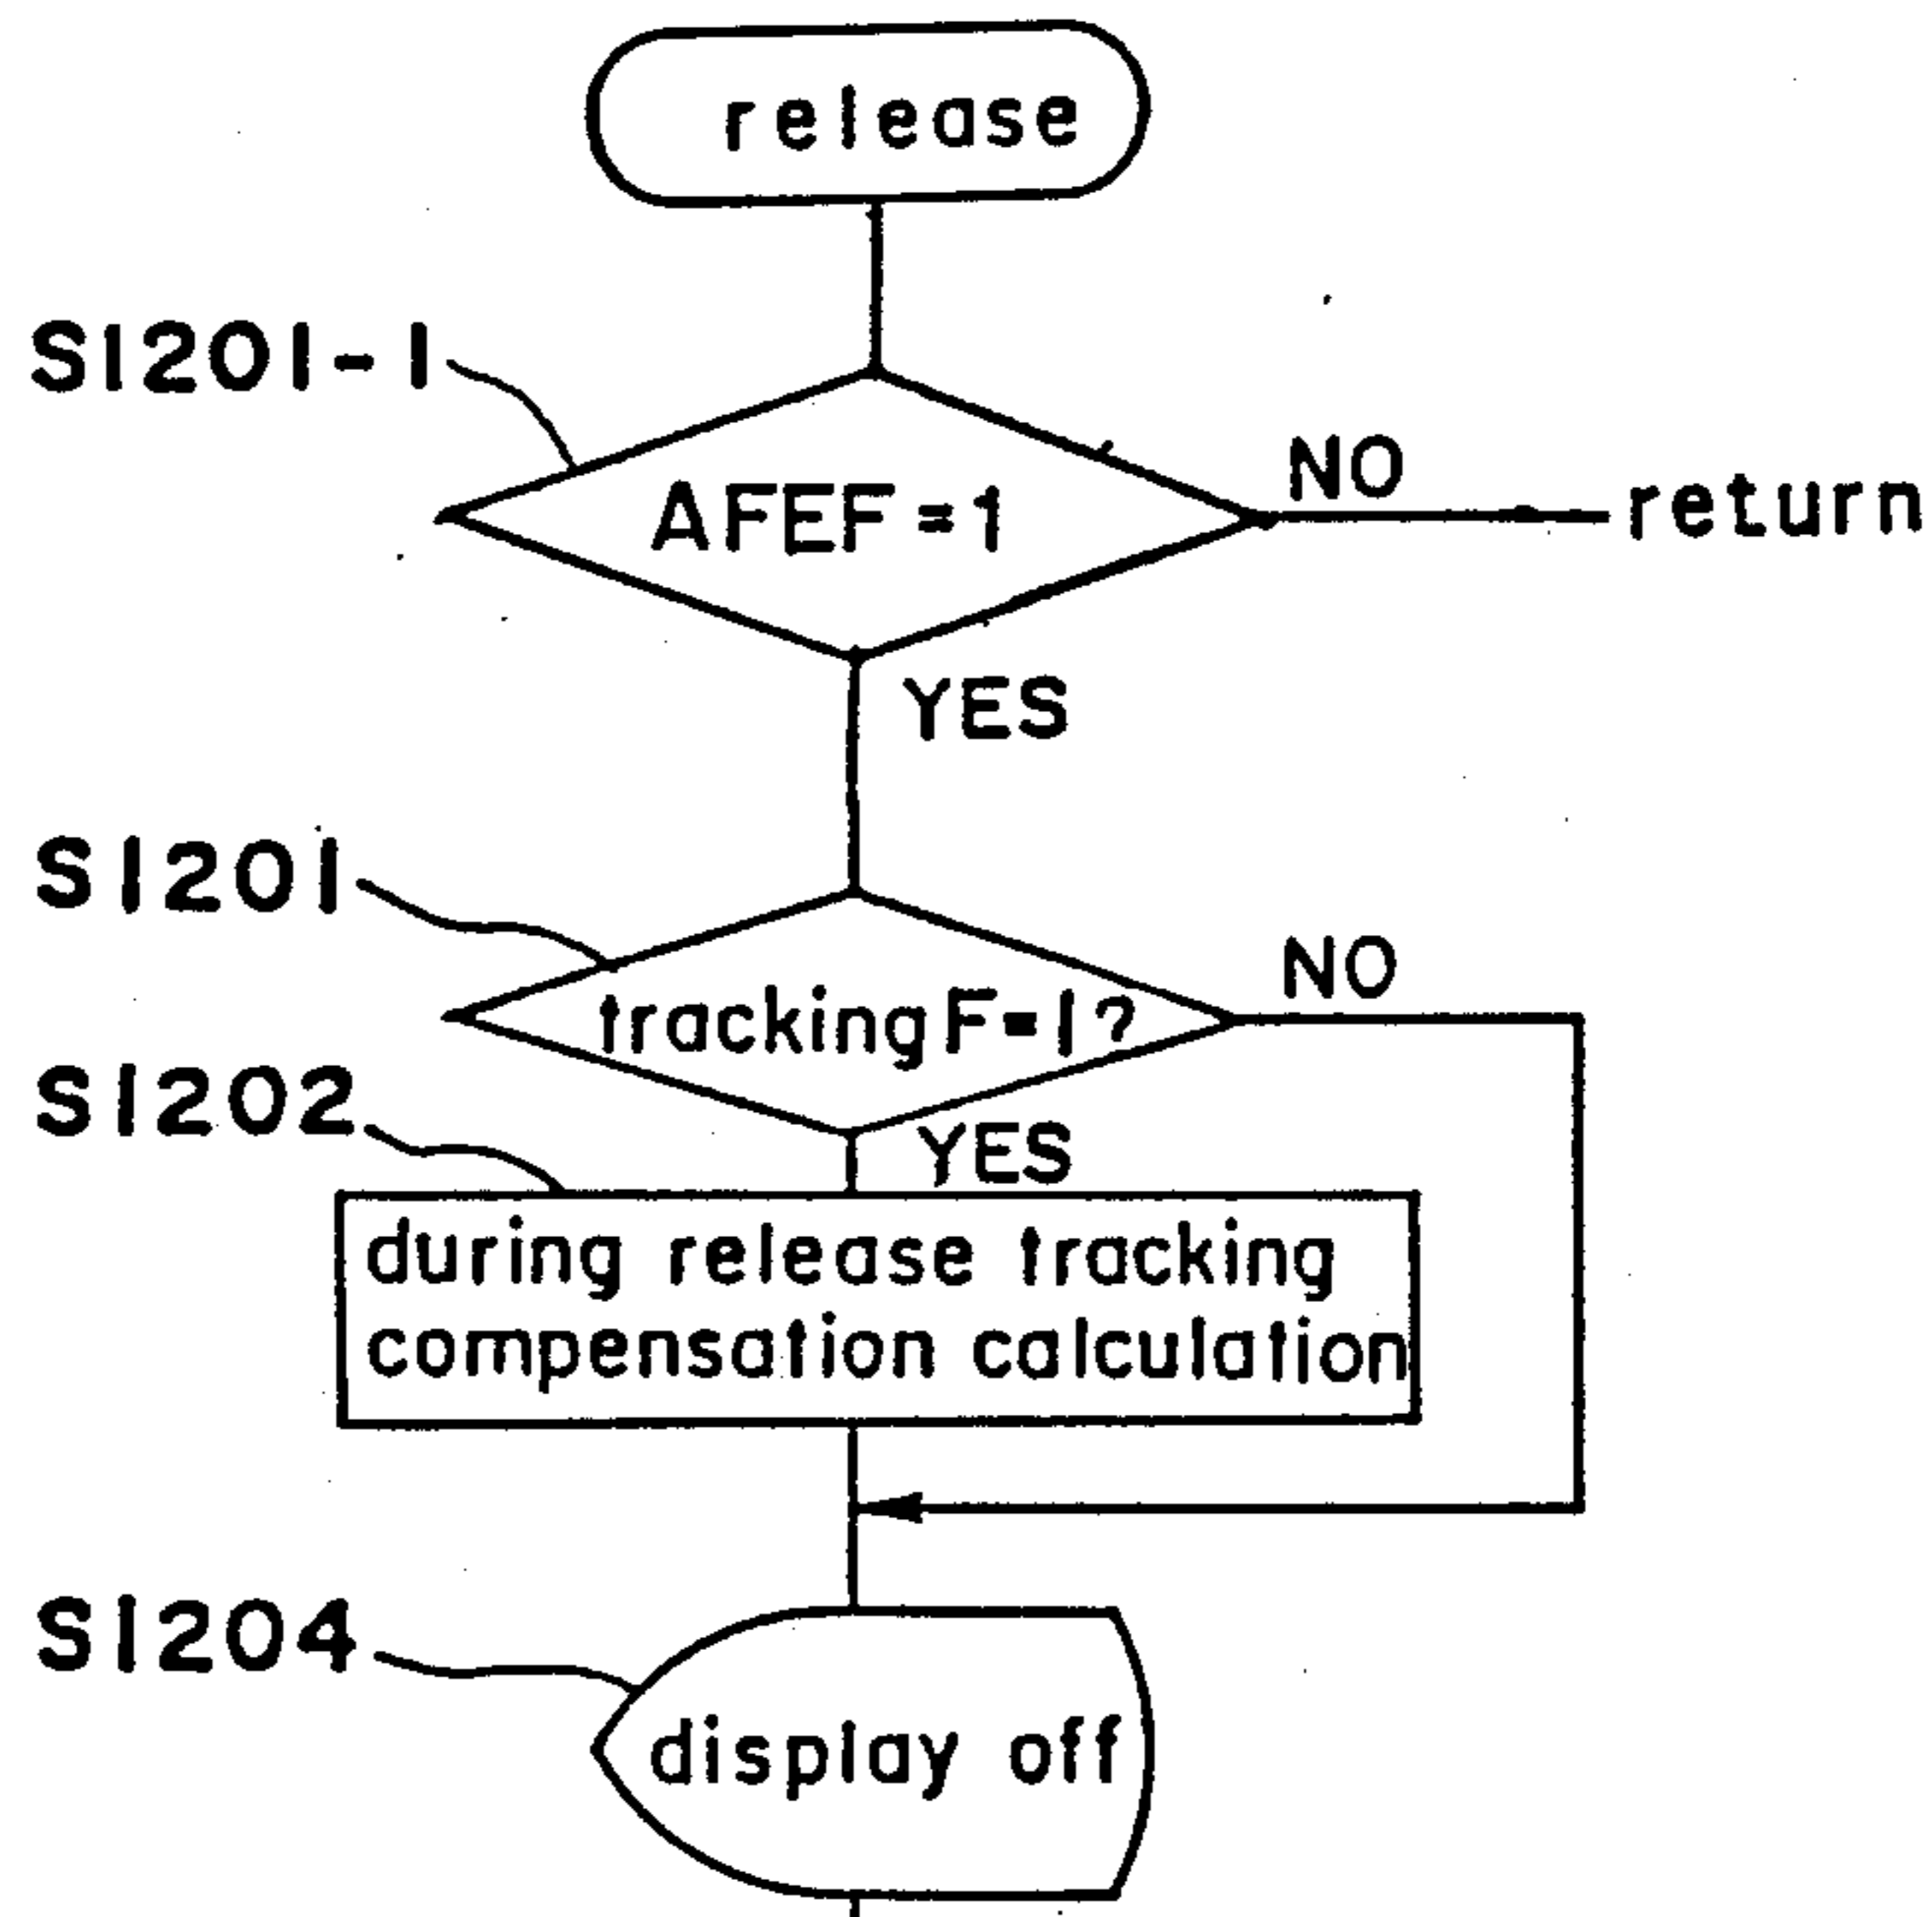 release
S1201-1
AFEF=1
NO
return
YES
S1201
trackingF=1?
NO
S1202
YES
during release tracking
compensation calculation
S1204
display off